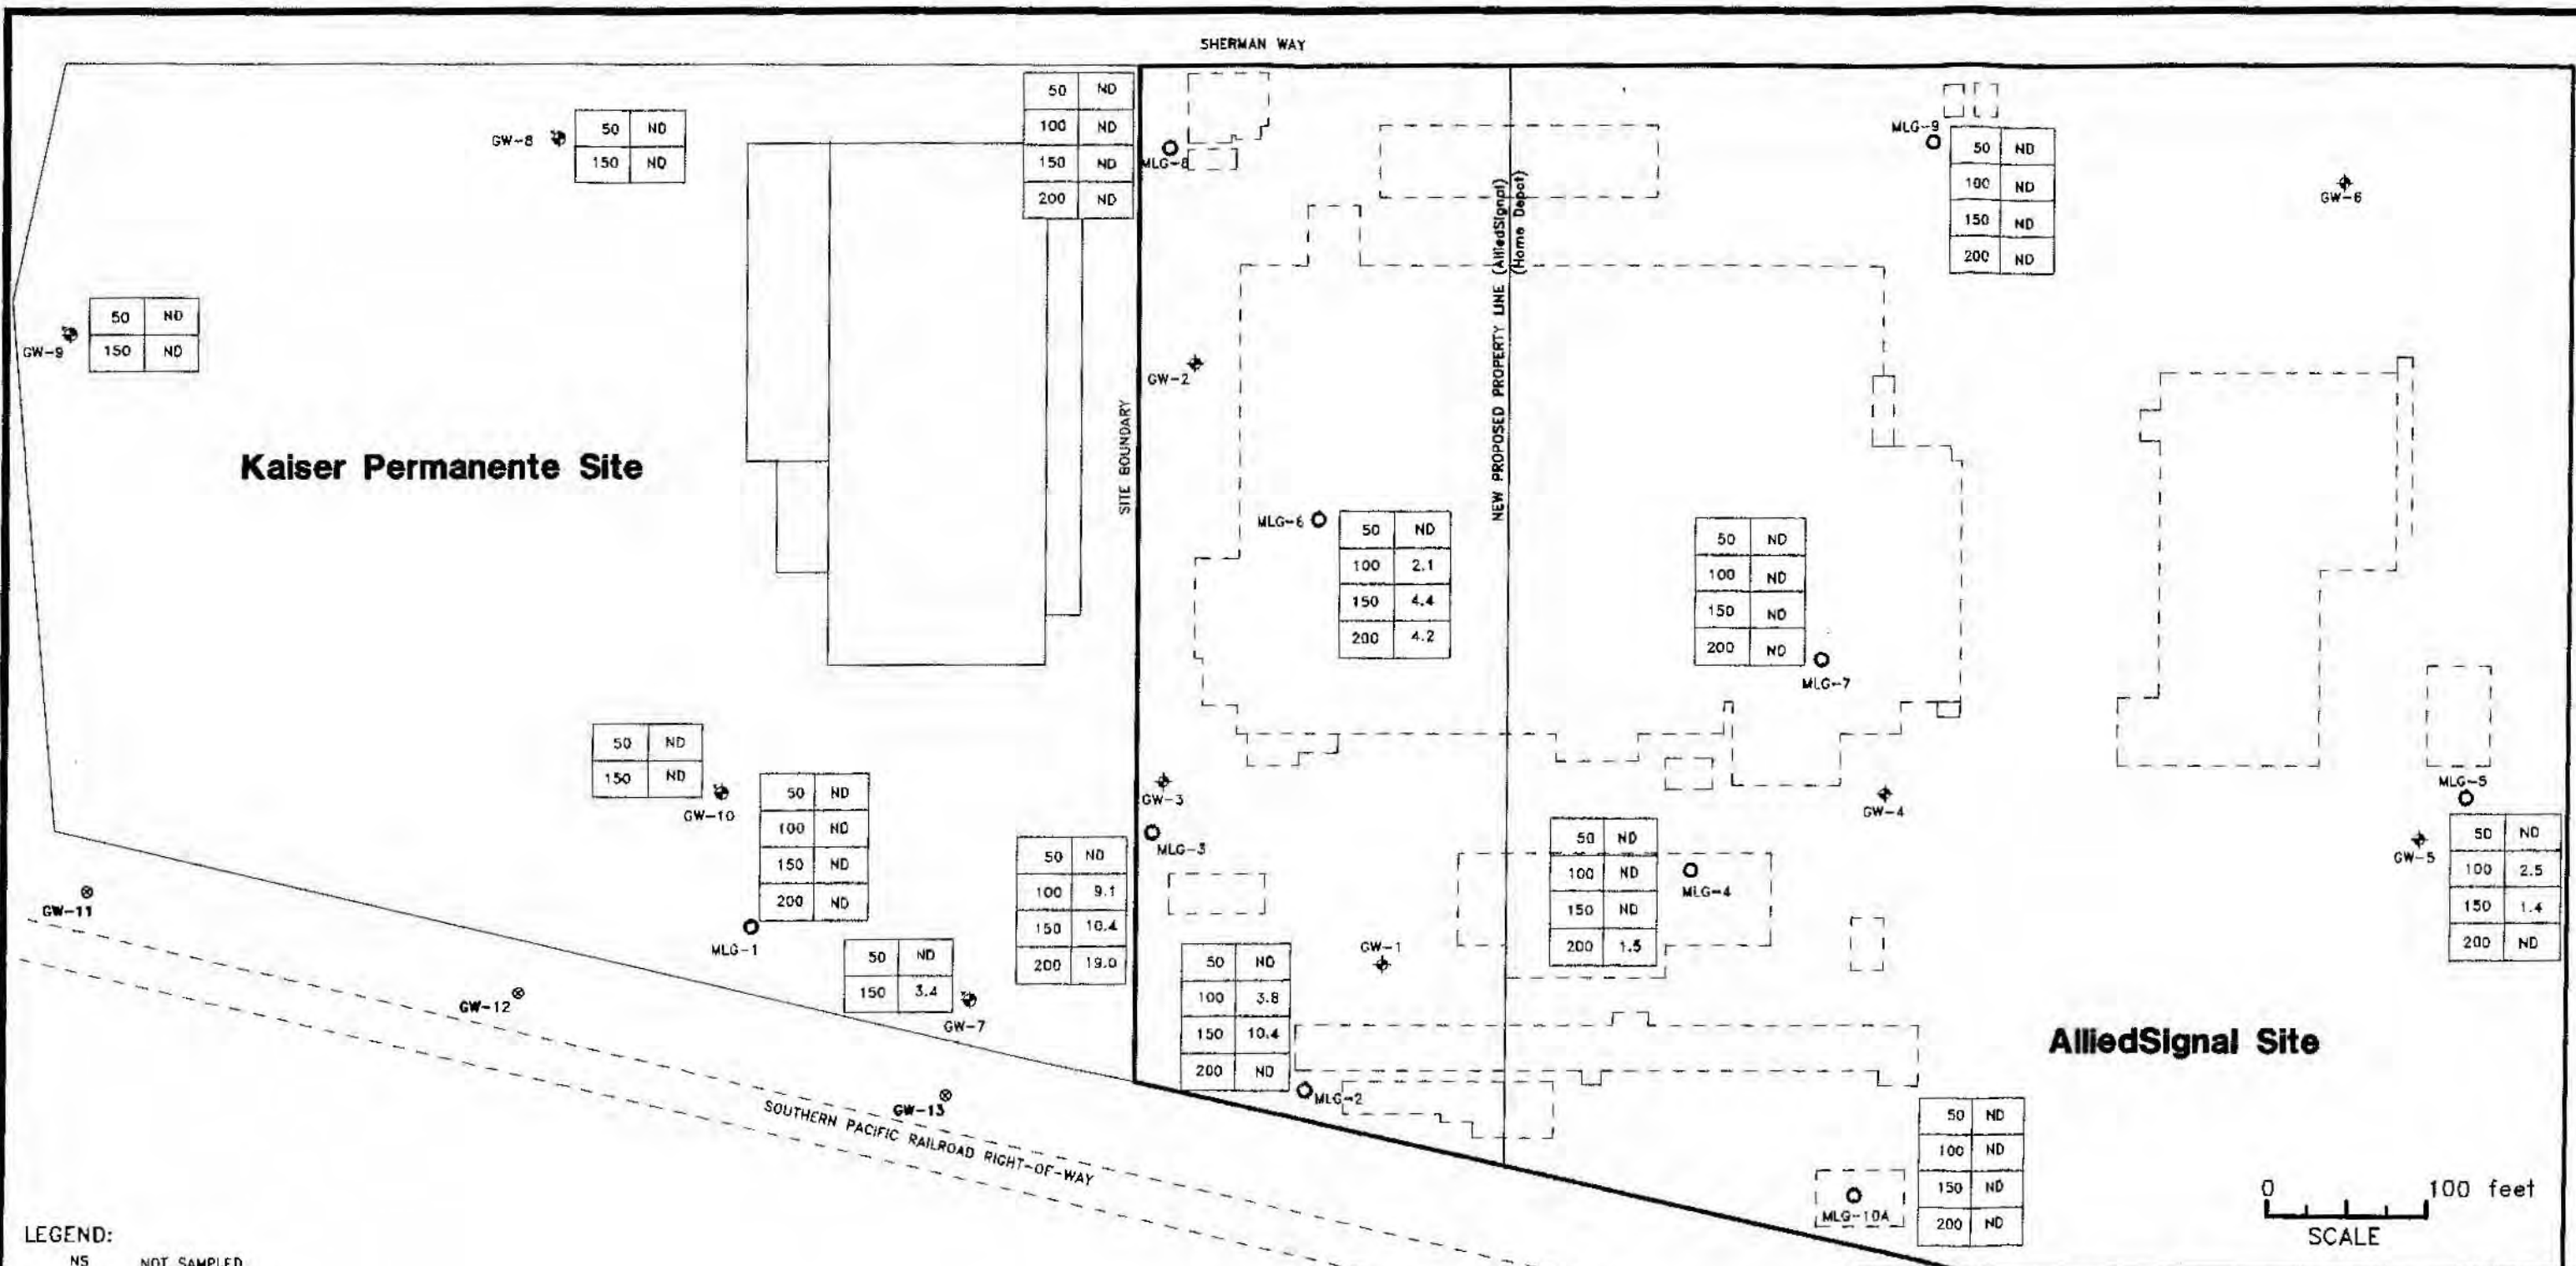 SHERMAN WAY
GW-8
50 ND
150 ND
50 ND
100 ND
150 ND
200 ND
MLG-8
MLG-9
50 ND
100 ND
150 ND
200 ND
GW-6
GW-9
50 ND
150 ND
GW-2
NEW PROPOSED PROPERTY LINE (AlliedSignal)
(Home Depot)
SITE BOUNDARY
Kaiser Permanente Site
MLG-6
50 ND
100 2.1
150 4.4
200 4.2
50 ND
100 ND
150 ND
200 ND
MLG-7
50 ND
150 ND
GW-10
50 ND
100 ND
150 ND
200 ND
MLG-1
GW-3
MLG-3
50 ND
100 9.1
150 10.4
200 19.0
50 ND
150 3.4
GW-7
GW-4
50 ND
100 ND
150 ND
200 1.5
MLG-4
MLG-5
GW-5
50 ND
100 2.5
150 1.4
200 ND
GW-1
50 ND
100 3.8
150 10.4
200 ND
MLG-2
GW-11
GW-12
GW-13
SOUTHERN PACIFIC RAILROAD RIGHT-OF-WAY
AlliedSignal Site
50 ND
100 ND
150 ND
200 ND
MLG-10A
0 100 feet
SCALE
LEGEND:
NS NOT SAMPLED